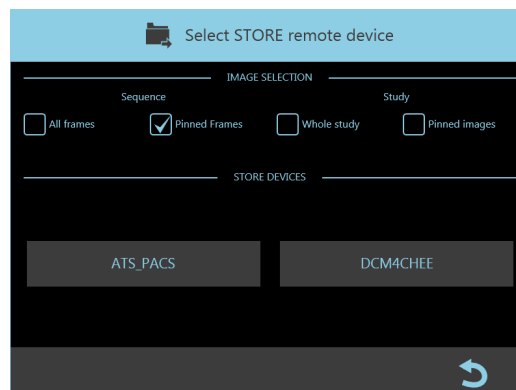 Select STORE remote device
IMAGE SELECTION
Sequence Study
All frames Pinned Frames Whole study Pinned images
STORE DEVICES
ATS_PACS DCM4CHEE